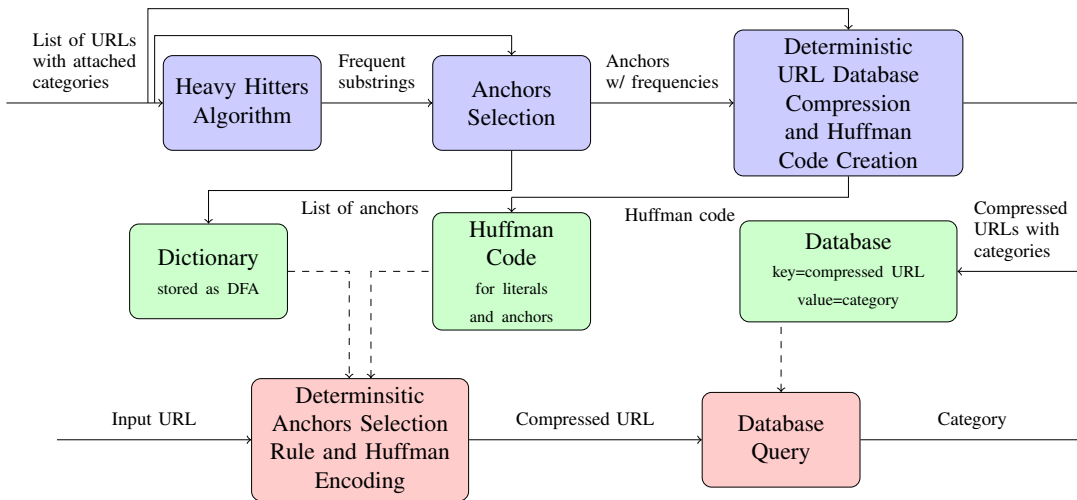 List of URLs
with attached
categories
Heavy Hitters
Algorithm
Frequent
substrings
Anchors
Selection
Anchors
w/ frequencies
Deterministic
URL Database
Compression
and Huffman
Code Creation
List of anchors
Huffman code
Compressed
URLs with
categories
Dictionary
stored as DFA
Huffman
Code
for literals
and anchors
Database
key=compressed URL
value=category
Input URL
Determinsitic
Anchors Selection
Rule and Huffman
Encoding
Compressed URL
Database
Query
Category